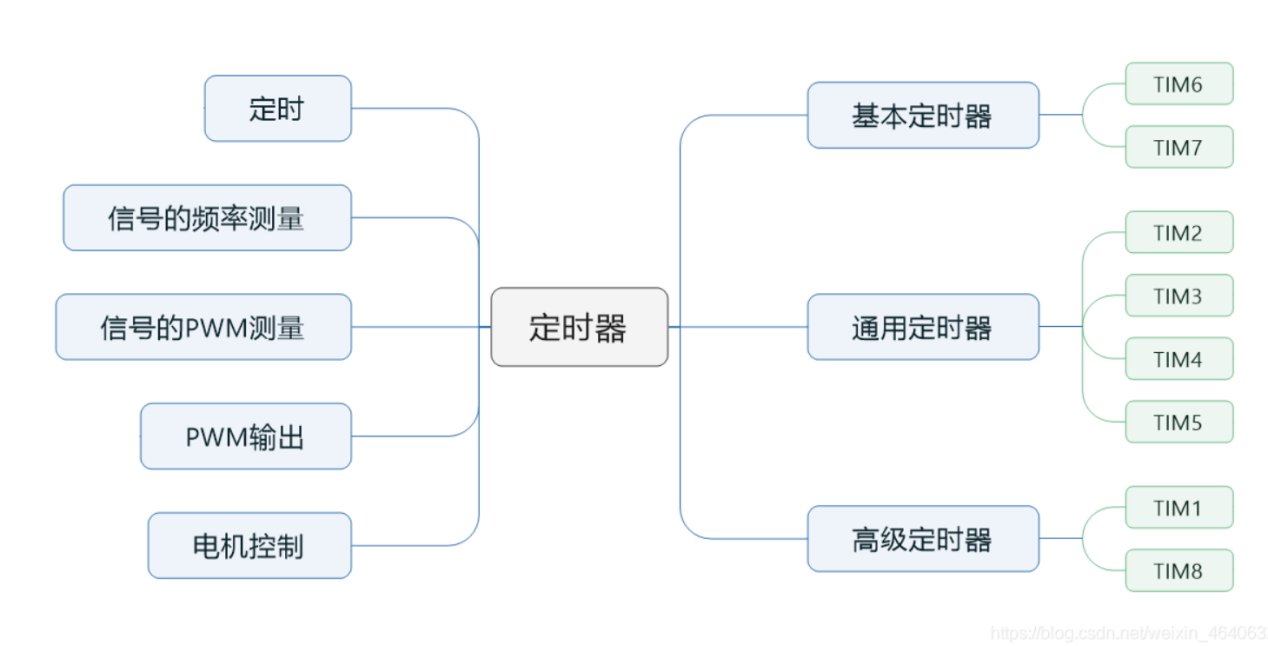 定时
信号的频率测量
信号的PWM测量
PWM输出
电机控制
定时器
基本定时器
TIM6
TIM7
通用定时器
TIM2
TIM3
TIM4
TIM5
高级定时器
TIM1
TIM8
https://blog.csdn.net/weixin_464063